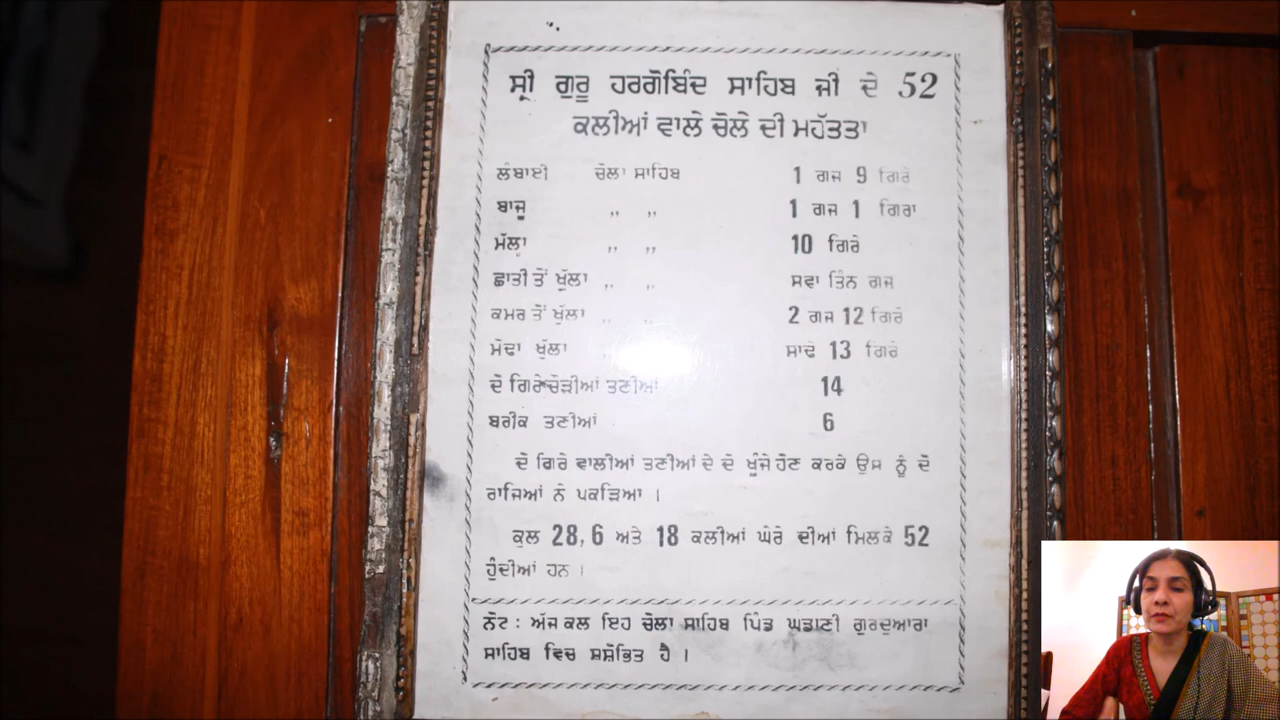 ਸ੍ਰੀ ਗੁਰੂ ਹਰਗੋਬਿੰਦ ਸਾਹਿਬ ਜੀ ਦੇ 52
ਕਲੀਆਂ ਵਾਲੇ ਚੋਲੇ ਦੀ ਮਹੱਤਤਾ
ਲੰਬਾਈ ਚੋਲਾ ਸਾਹਿਬ 1 ਗਜ 9 ਗਿਰੇ
ਬਾਜੂ ,, ,, 1 ਗਜ 1 ਗਿਰਾ
ਮੱਲਾ ,, ,, 10 ਗਿਰੇ
ਛਾਤੀ ਤੋਂ ਖੁੱਲਾ ,, ,, ਸਵਾ ਤਿੰਨ ਗਜ
ਕਮਰ ਤੋਂ ਖੁੱਲਾ ,, ,, 2 ਗਜ 12 ਗਿਰੇ
ਮੋਢਾ ਖੁੱਲਾ ਸਾਢੇ 13 ਗਿਰੇ
ਦੋ ਗਿਰੇ ਚੋੜੀਆਂ ਤਣੀਆਂ 14
ਬਰੀਕ ਤਣੀਆਂ 6
ਦੋ ਗਿਰੇ ਵਾਲੀਆਂ ਤਣੀਆਂ ਦੇ ਦੋ ਖੂੰਜੇ ਹੋਣ ਕਰਕੇ ਉਸ ਨੂੰ ਦੋ
ਰਾਜਿਆਂ ਨੇ ਪਕੜਿਆ ।
ਕੁਲ 28, 6 ਅਤੇ 18 ਕਲੀਆਂ ਘੇਰੇ ਦੀਆਂ ਮਿਲਕੇ 52
ਹੁੰਦੀਆਂ ਹਨ ।
ਨੋਟ : ਅੱਜ ਕਲ ਇਹ ਚੋਲਾ ਸਾਹਿਬ ਪਿੰਡ ਘਡਾਣੀ ਗੁਰਦੁਆਰਾ
ਸਾਹਿਬ ਵਿਚ ਸ਼ਸ਼ੋਭਿਤ ਹੈ ।